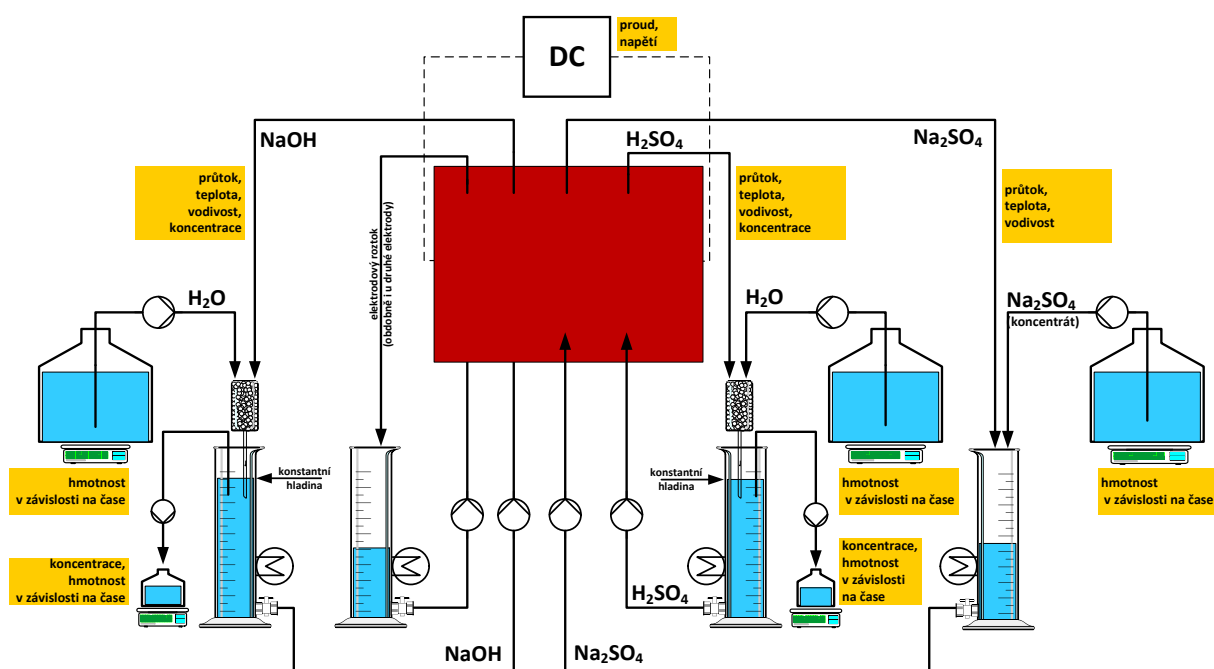 DC
proud,
napětí
NaOH
H₂SO₄
Na₂SO₄
průtok,
teplota,
vodivost,
koncentrace
elektrodový roztok
(obdobně i u druhé elektrody)
průtok,
teplota,
vodivost,
koncentrace
průtok,
teplota,
vodivost
H₂O
H₂O
Na₂SO₄
(koncentrát)
hmotnost
v závislosti na čase
konstantní
hladina
konstantní
hladina
hmotnost
v závislosti na čase
hmotnost
v závislosti na čase
koncentrace,
hmotnost
v závislosti na čase
koncentrace,
hmotnost
v závislosti
na čase
H₂SO₄
NaOH
Na₂SO₄